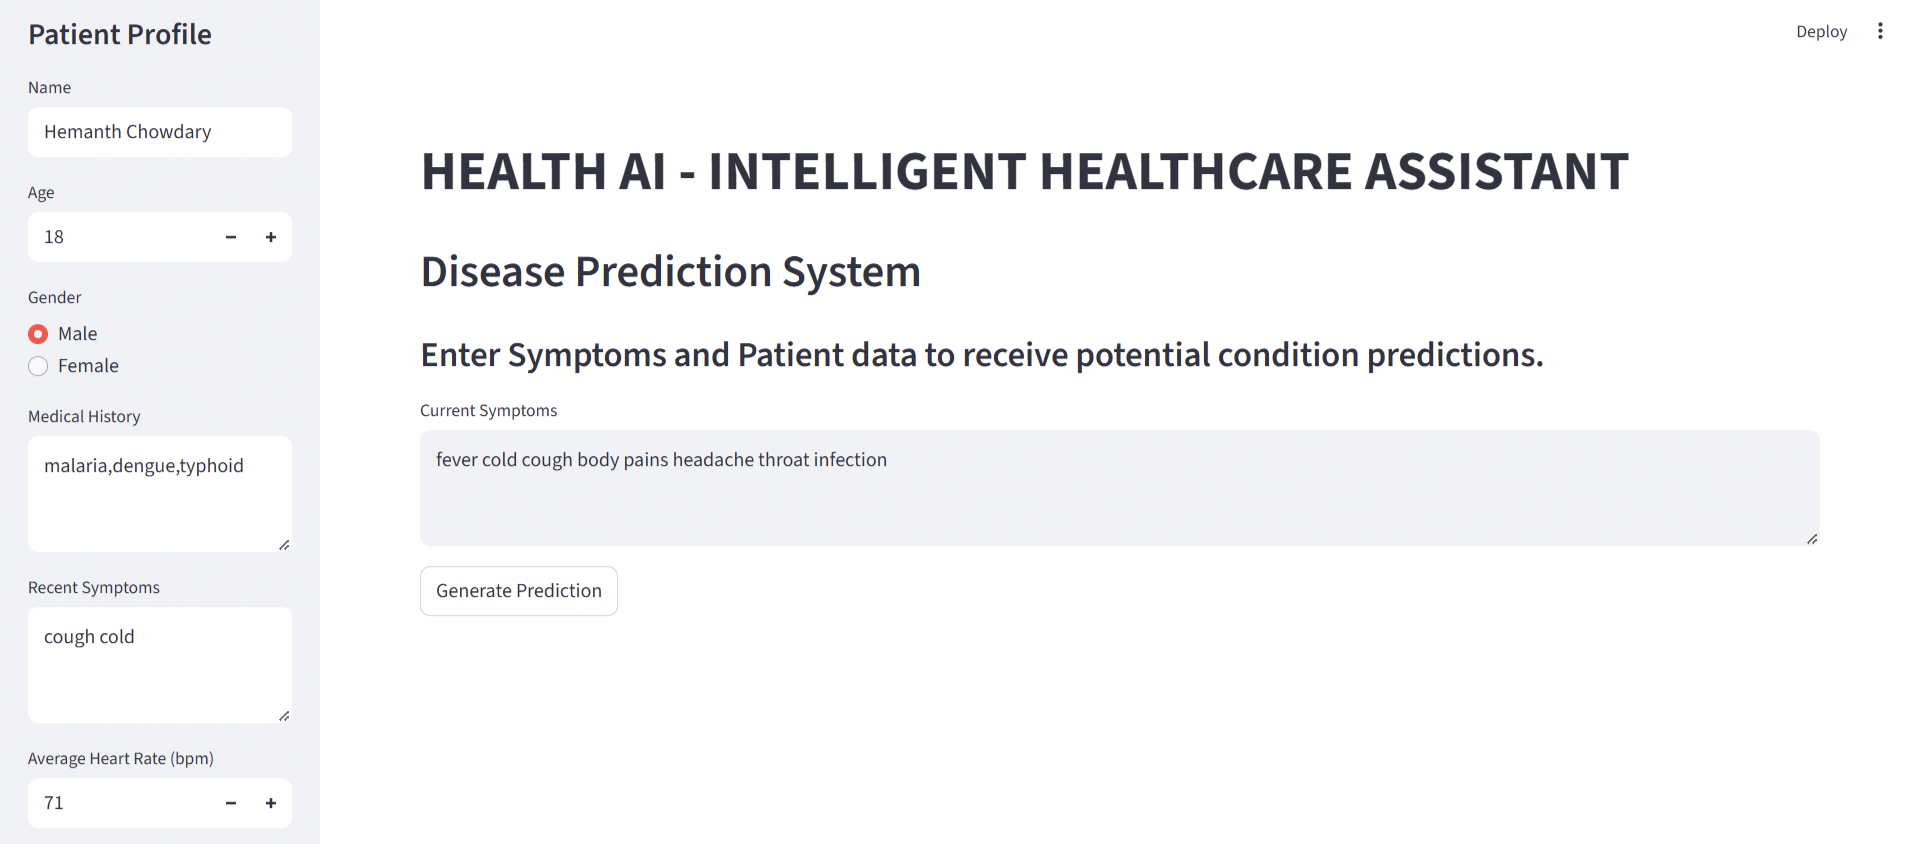 Patient Profile
Name
Hemanth Chowdary
Age
18
Gender
Male
Female
Medical History
malaria,dengue,typhoid
Recent Symptoms
cough cold
Average Heart Rate (bpm)
71
Deploy
HEALTH AI - INTELLIGENT HEALTHCARE ASSISTANT
Disease Prediction System
Enter Symptoms and Patient data to receive potential condition predictions.
Current Symptoms
fever cold cough body pains headache throat infection
Generate Prediction